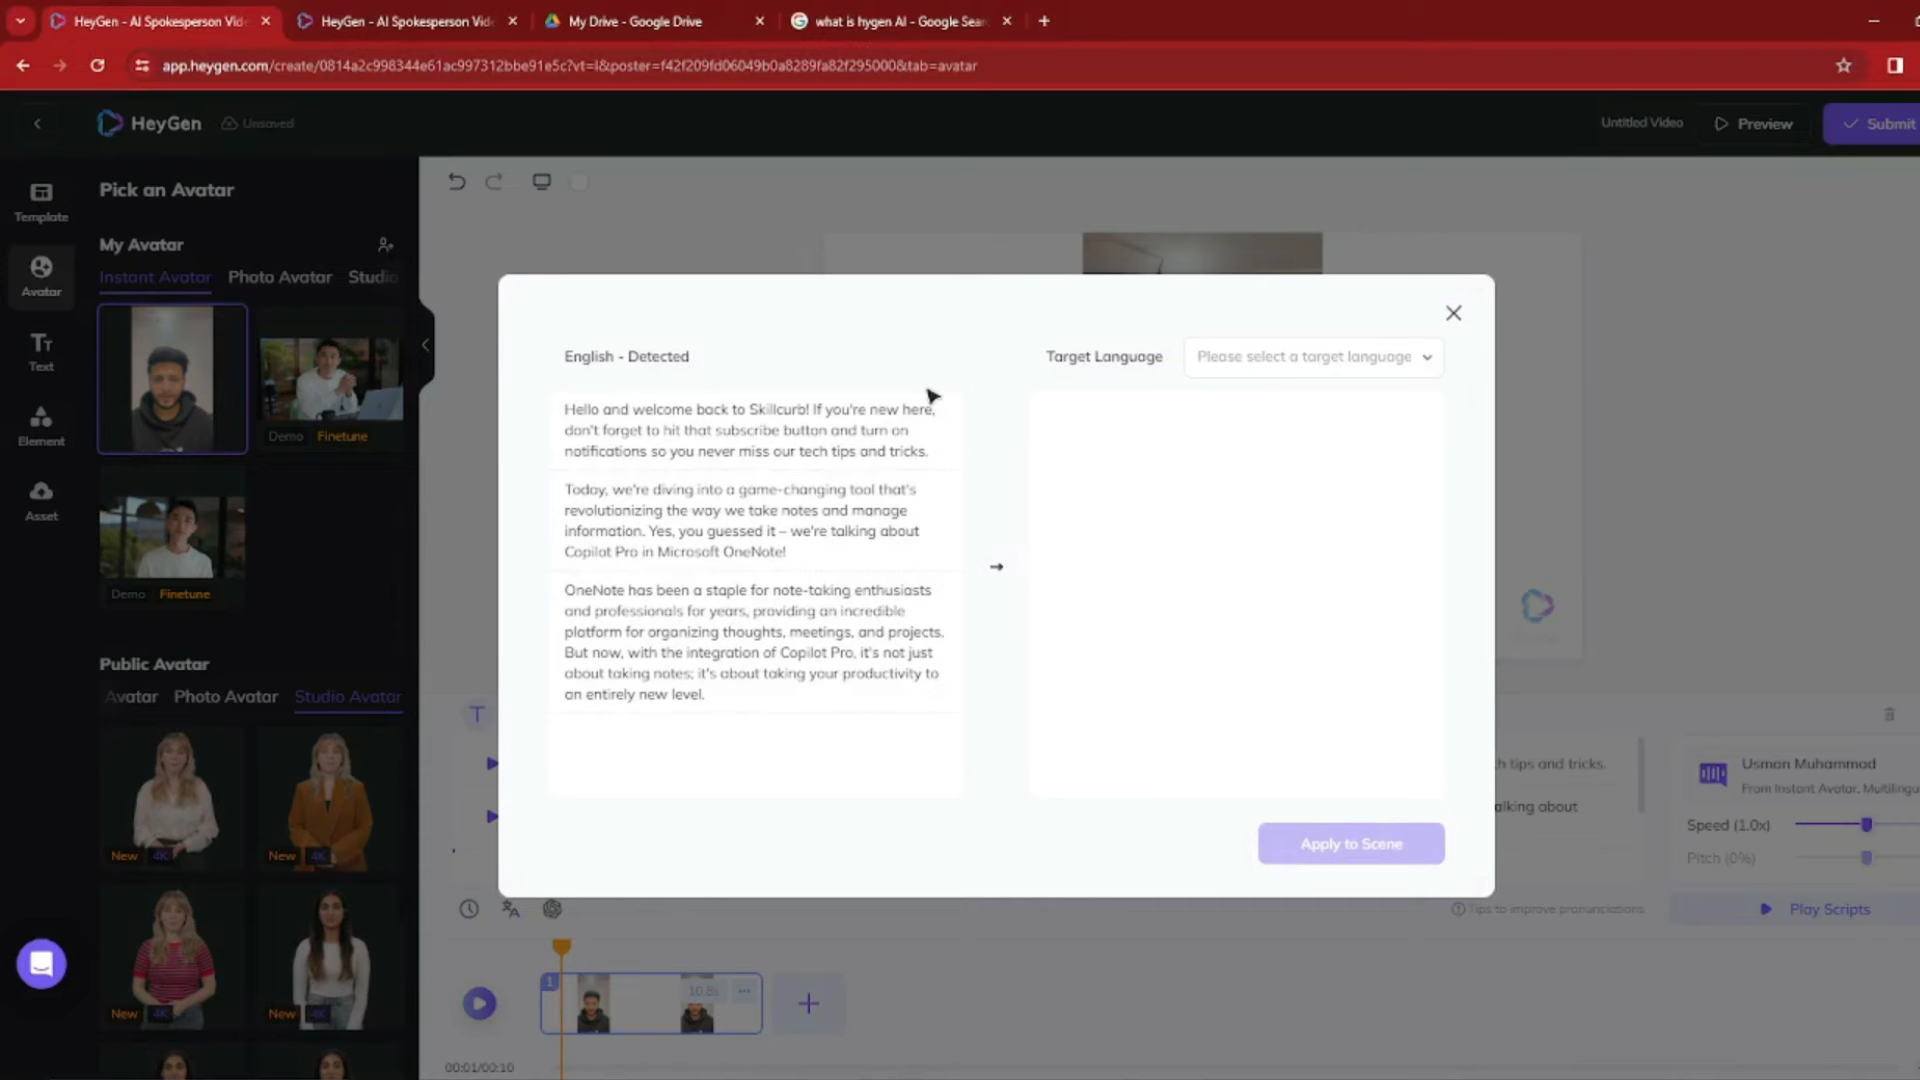 HeyGen - AI Spokesperson Vid
HeyGen - AI Spokesperson Vid
My Drive - Google Drive
what is hygen AI - Google Sear
app.heygen.com/create/0814a2c998344e61ac997312bbe91e5c?vt=l&poster=f42f209fd06049b0a8289fa82f295000&tab=avatar
HeyGen
Unsaved
Untitled Video
Preview
Submit
Template
Avatar
Text
Element
Asset
Pick an Avatar
My Avatar
Instant Avatar
Photo Avatar
Studio
Demo
Finetune
Demo
Finetune
Public Avatar
Avatar
Photo Avatar
Studio Avatar
New
4K
New
4K
New
4K
New
4K
English - Detected
Target Language
Please select a target language
Hello and welcome back to Skillcurb! If you're new here,
don't forget to hit that subscribe button and turn on
notifications so you never miss our tech tips and tricks.
Today, we're diving into a game-changing tool that's
revolutionizing the way we take notes and manage
information. Yes, you guessed it – we're talking about
Copilot Pro in Microsoft OneNote!
OneNote has been a staple for note-taking enthusiasts
and professionals for years, providing an incredible
platform for organizing thoughts, meetings, and projects.
But now, with the integration of Copilot Pro, it's not just
about taking notes; it's about taking your productivity to
an entirely new level.
Apply to Scene
h tips and tricks.
alking about
Usman Muhammad
From Instant Avatar, Multilingu
Speed (1.0x)
Pitch (0%)
Tips to improve pronunciations
Play Scripts
1
10.8s
00:01/00:10